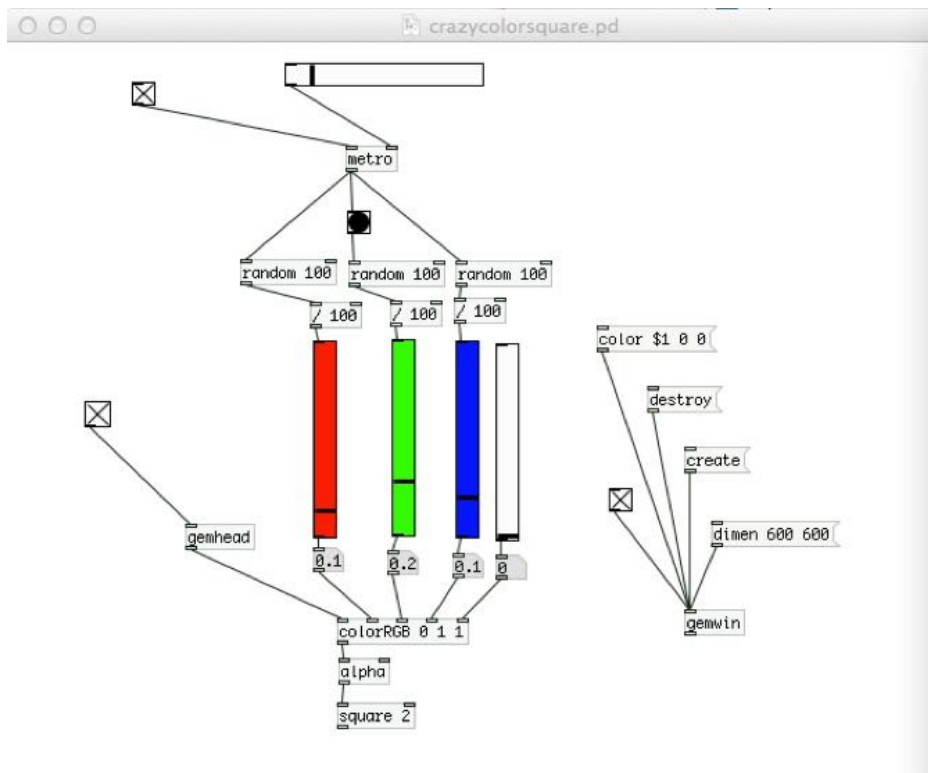 crazycolorsquare.pd
metro
random 100
random 100
random 100
/ 100
/ 100
/ 100
color $1 0 0
destroy
create
dimen 600 600
gemhead
0.1
0.2
0.1
0
colorRGB 0 1 1
gemwin
alpha
square 2